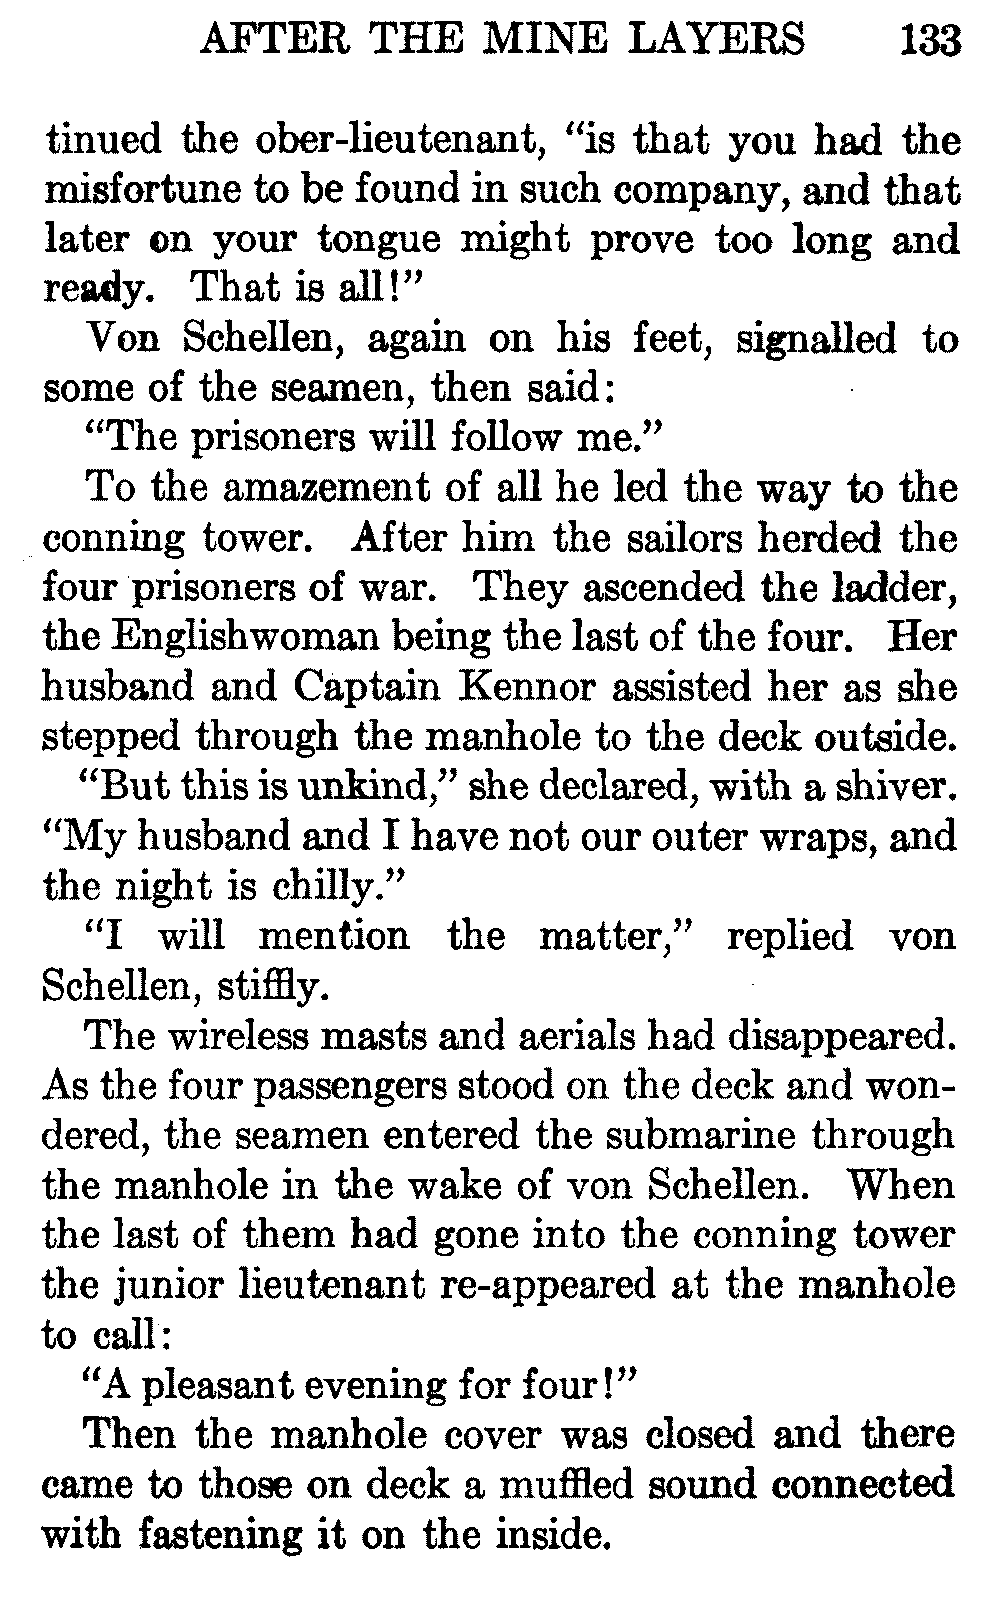 AFTER THE MINE LAYERS 133
tinued the ober-lieutenant, “is that you had the
misfortune to be found in such company, and that
later on your tongue might prove too long and
ready. That is all!”
Von Schellen, again on his feet, signalled to
some of the seamen, then said:
“The prisoners will follow me.”
To the amazement of all he led the way to the
conning tower. After him the sailors herded the
four prisoners of war. They ascended the ladder,
the Englishwoman being the last of the four. Her
husband and Captain Kennor assisted her as she
stepped through the manhole to the deck outside.
“But this is unkind,” she declared, with a shiver.
“My husband and I have not our outer wraps, and
the night is chilly.”
“I will mention the matter,” replied von
Schellen, stiffly.
The wireless masts and aerials had disappeared.
As the four passengers stood on the deck and won-
dered, the seamen entered the submarine through
the manhole in the wake of von Schellen. When
the last of them had gone into the conning tower
the junior lieutenant re-appeared at the manhole
to call:
“A pleasant evening for four!”
Then the manhole cover was closed and there
came to those on deck a muffled sound connected
with fastening it on the inside.